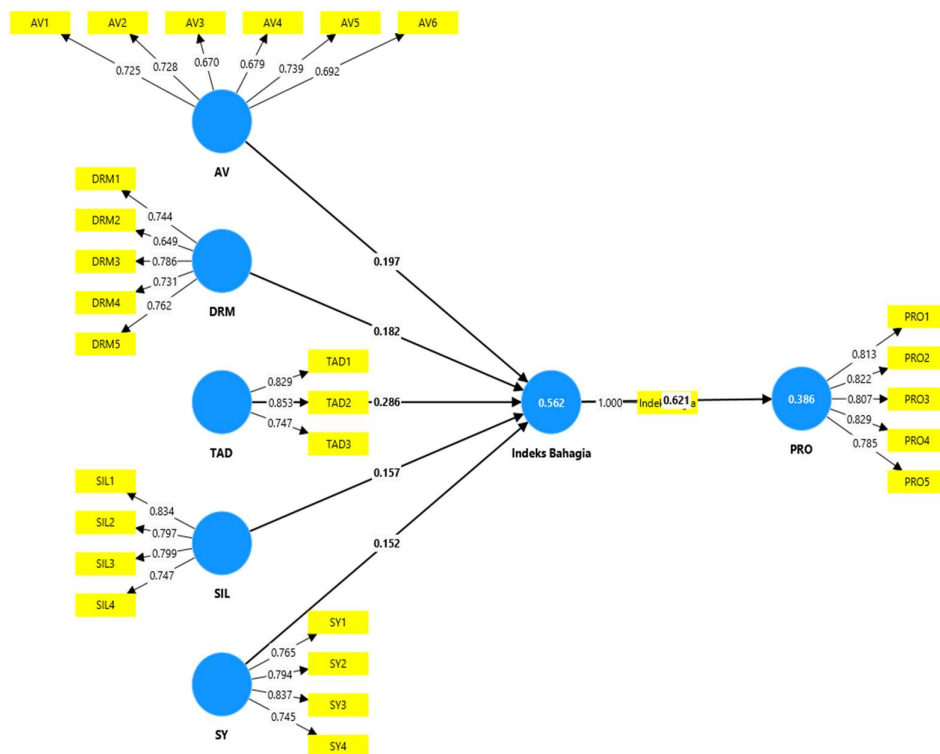 AV1 AV2 AV3 AV4 AV5 AV6
0.725 0.728 0.670 0.679 0.739 0.692
AV
0.197
DRM1
DRM2
DRM3
DRM4
DRM5
0.744
0.649
0.786
0.731
0.762
DRM
0.182
TAD1
TAD2
TAD3
0.829
0.853
0.747
TAD
0.286
SIL1
SIL2
SIL3
SIL4
0.834
0.797
0.799
0.747
SIL
0.157
SY1
SY2
SY3
SY4
0.765
0.794
0.837
0.745
SY
0.152
0.562
Indeks Bahagia
1.000
0.621
0.386
PRO
PRO1
PRO2
PRO3
PRO4
PRO5
0.813
0.822
0.807
0.829
0.785